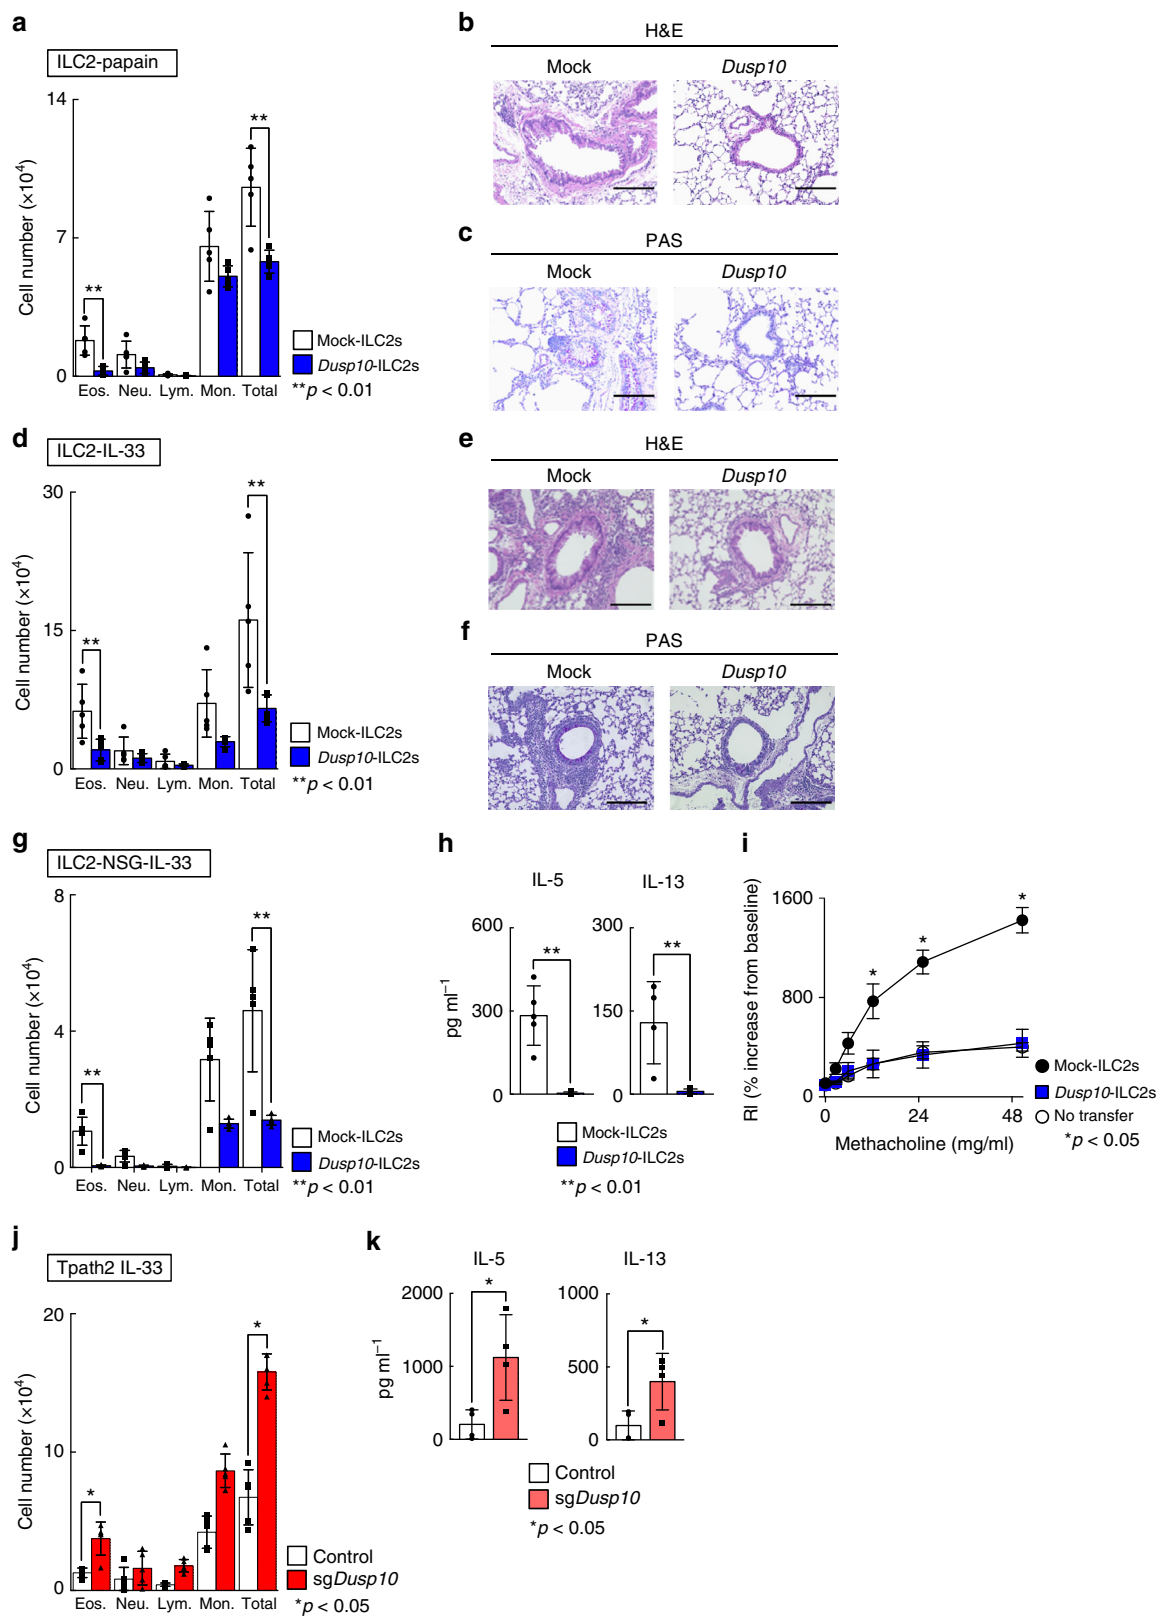 a
ILC2-papain
14
7
0
Cell number (×10⁴)
**
**
Eos. Neu. Lym. Mon. Total
Mock-ILC2s
Dusp10-ILC2s
**p < 0.01
b
H&E
Mock Dusp10
c
PAS
Mock Dusp10
d
ILC2-IL-33
30
15
0
Cell number (×10⁴)
**
**
Eos. Neu. Lym. Mon. Total
Mock-ILC2s
Dusp10-ILC2s
**p < 0.01
e
H&E
Mock Dusp10
f
PAS
Mock Dusp10
g
ILC2-NSG-IL-33
8
4
0
Cell number (×10⁴)
**
**
Eos. Neu. Lym. Mon. Total
Mock-ILC2s
Dusp10-ILC2s
**p < 0.01
h
IL-5 IL-13
600
300
0
pg ml⁻¹
**
300
150
0
**
Mock-ILC2s
Dusp10-ILC2s
**p < 0.01
i
1600
800
0
RI (% increase from baseline)
* * *
0 24 48
Methacholine (mg/ml)
Mock-ILC2s
Dusp10-ILC2s
No transfer
*p < 0.05
j
Tpath2 IL-33
20
10
0
Cell number (×10⁴)
*
*
Eos. Neu. Lym. Mon. Total
Control
sgDusp10
*p < 0.05
k
IL-5 IL-13
2000
1000
0
pg ml⁻¹
*
1000
500
0
*
Control
sgDusp10
*p < 0.05